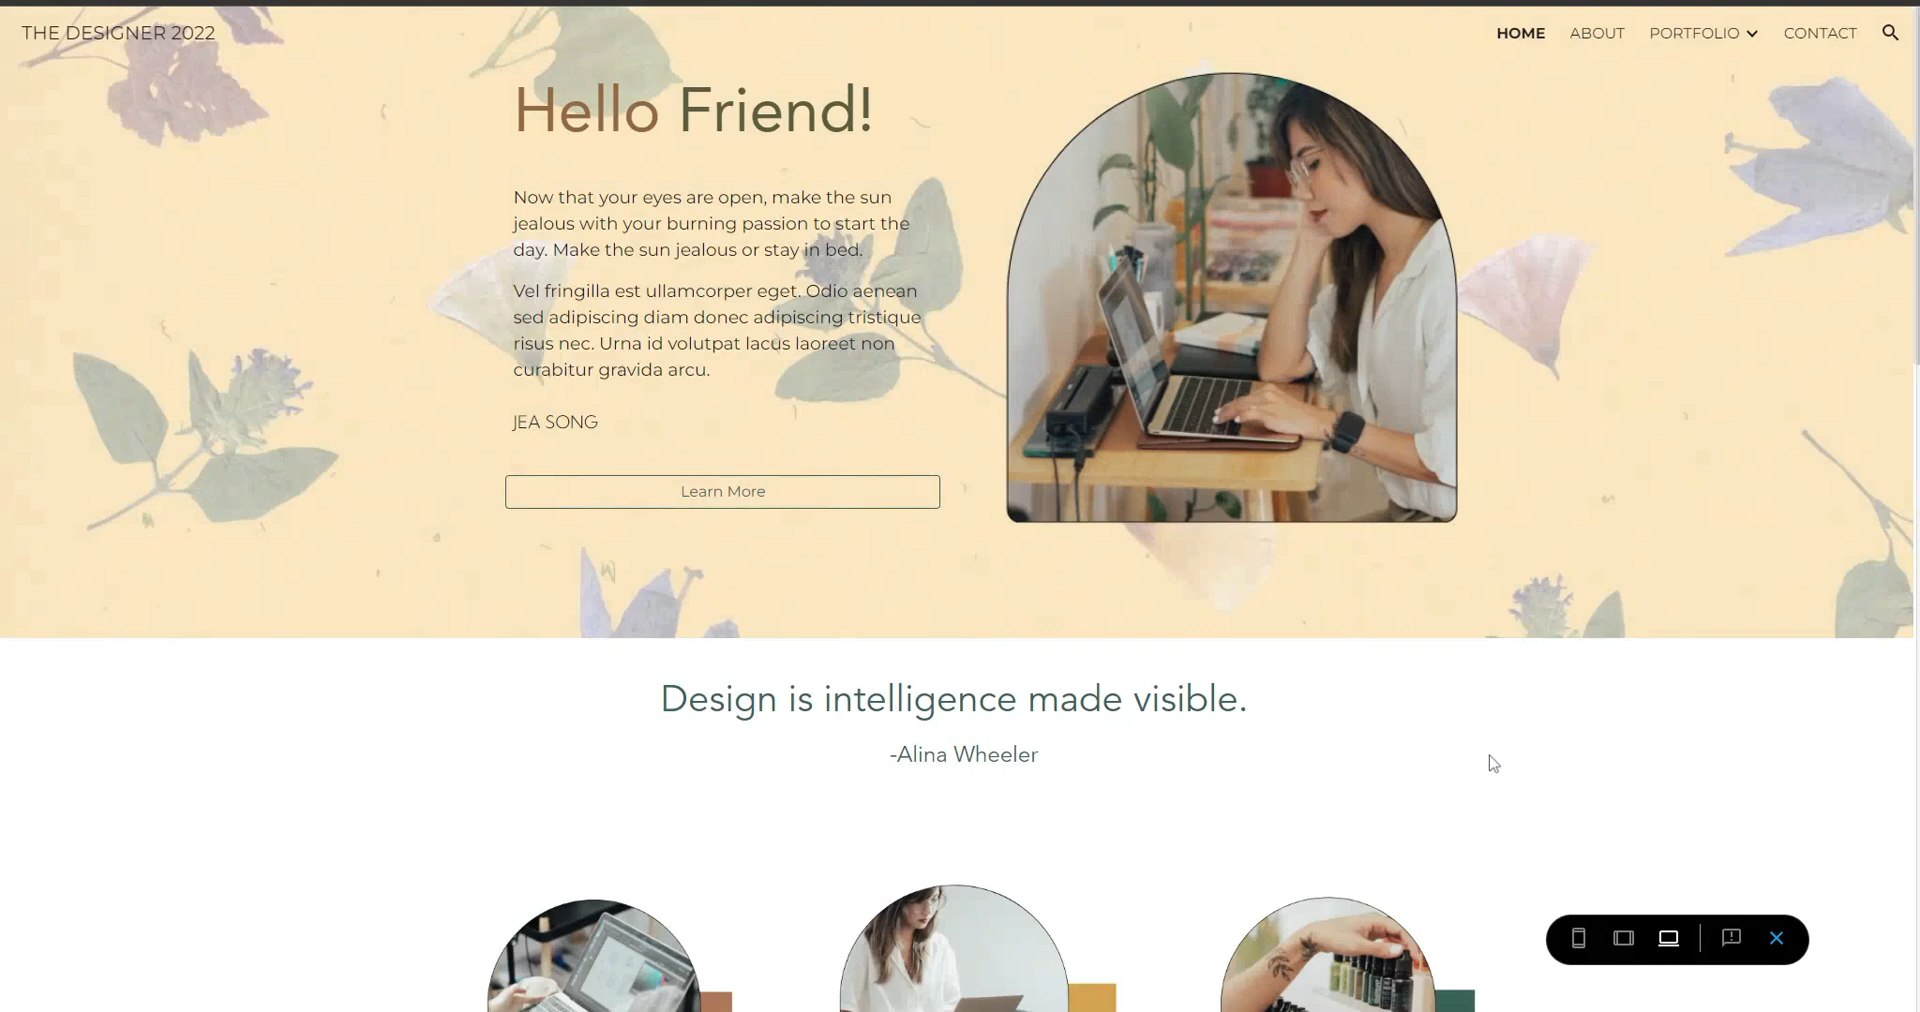 THE DESIGNER 2022
HOME ABOUT PORTFOLIO CONTACT
Hello Friend!
Now that your eyes are open, make the sun
jealous with your burning passion to start the
day. Make the sun jealous or stay in bed.
Vel fringilla est ullamcorper eget. Odio aenean
sed adipiscing diam donec adipiscing tristique
risus nec. Urna id volutpat lacus laoreet non
curabitur gravida arcu.
JEA SONG
Learn More
Design is intelligence made visible.
-Alina Wheeler